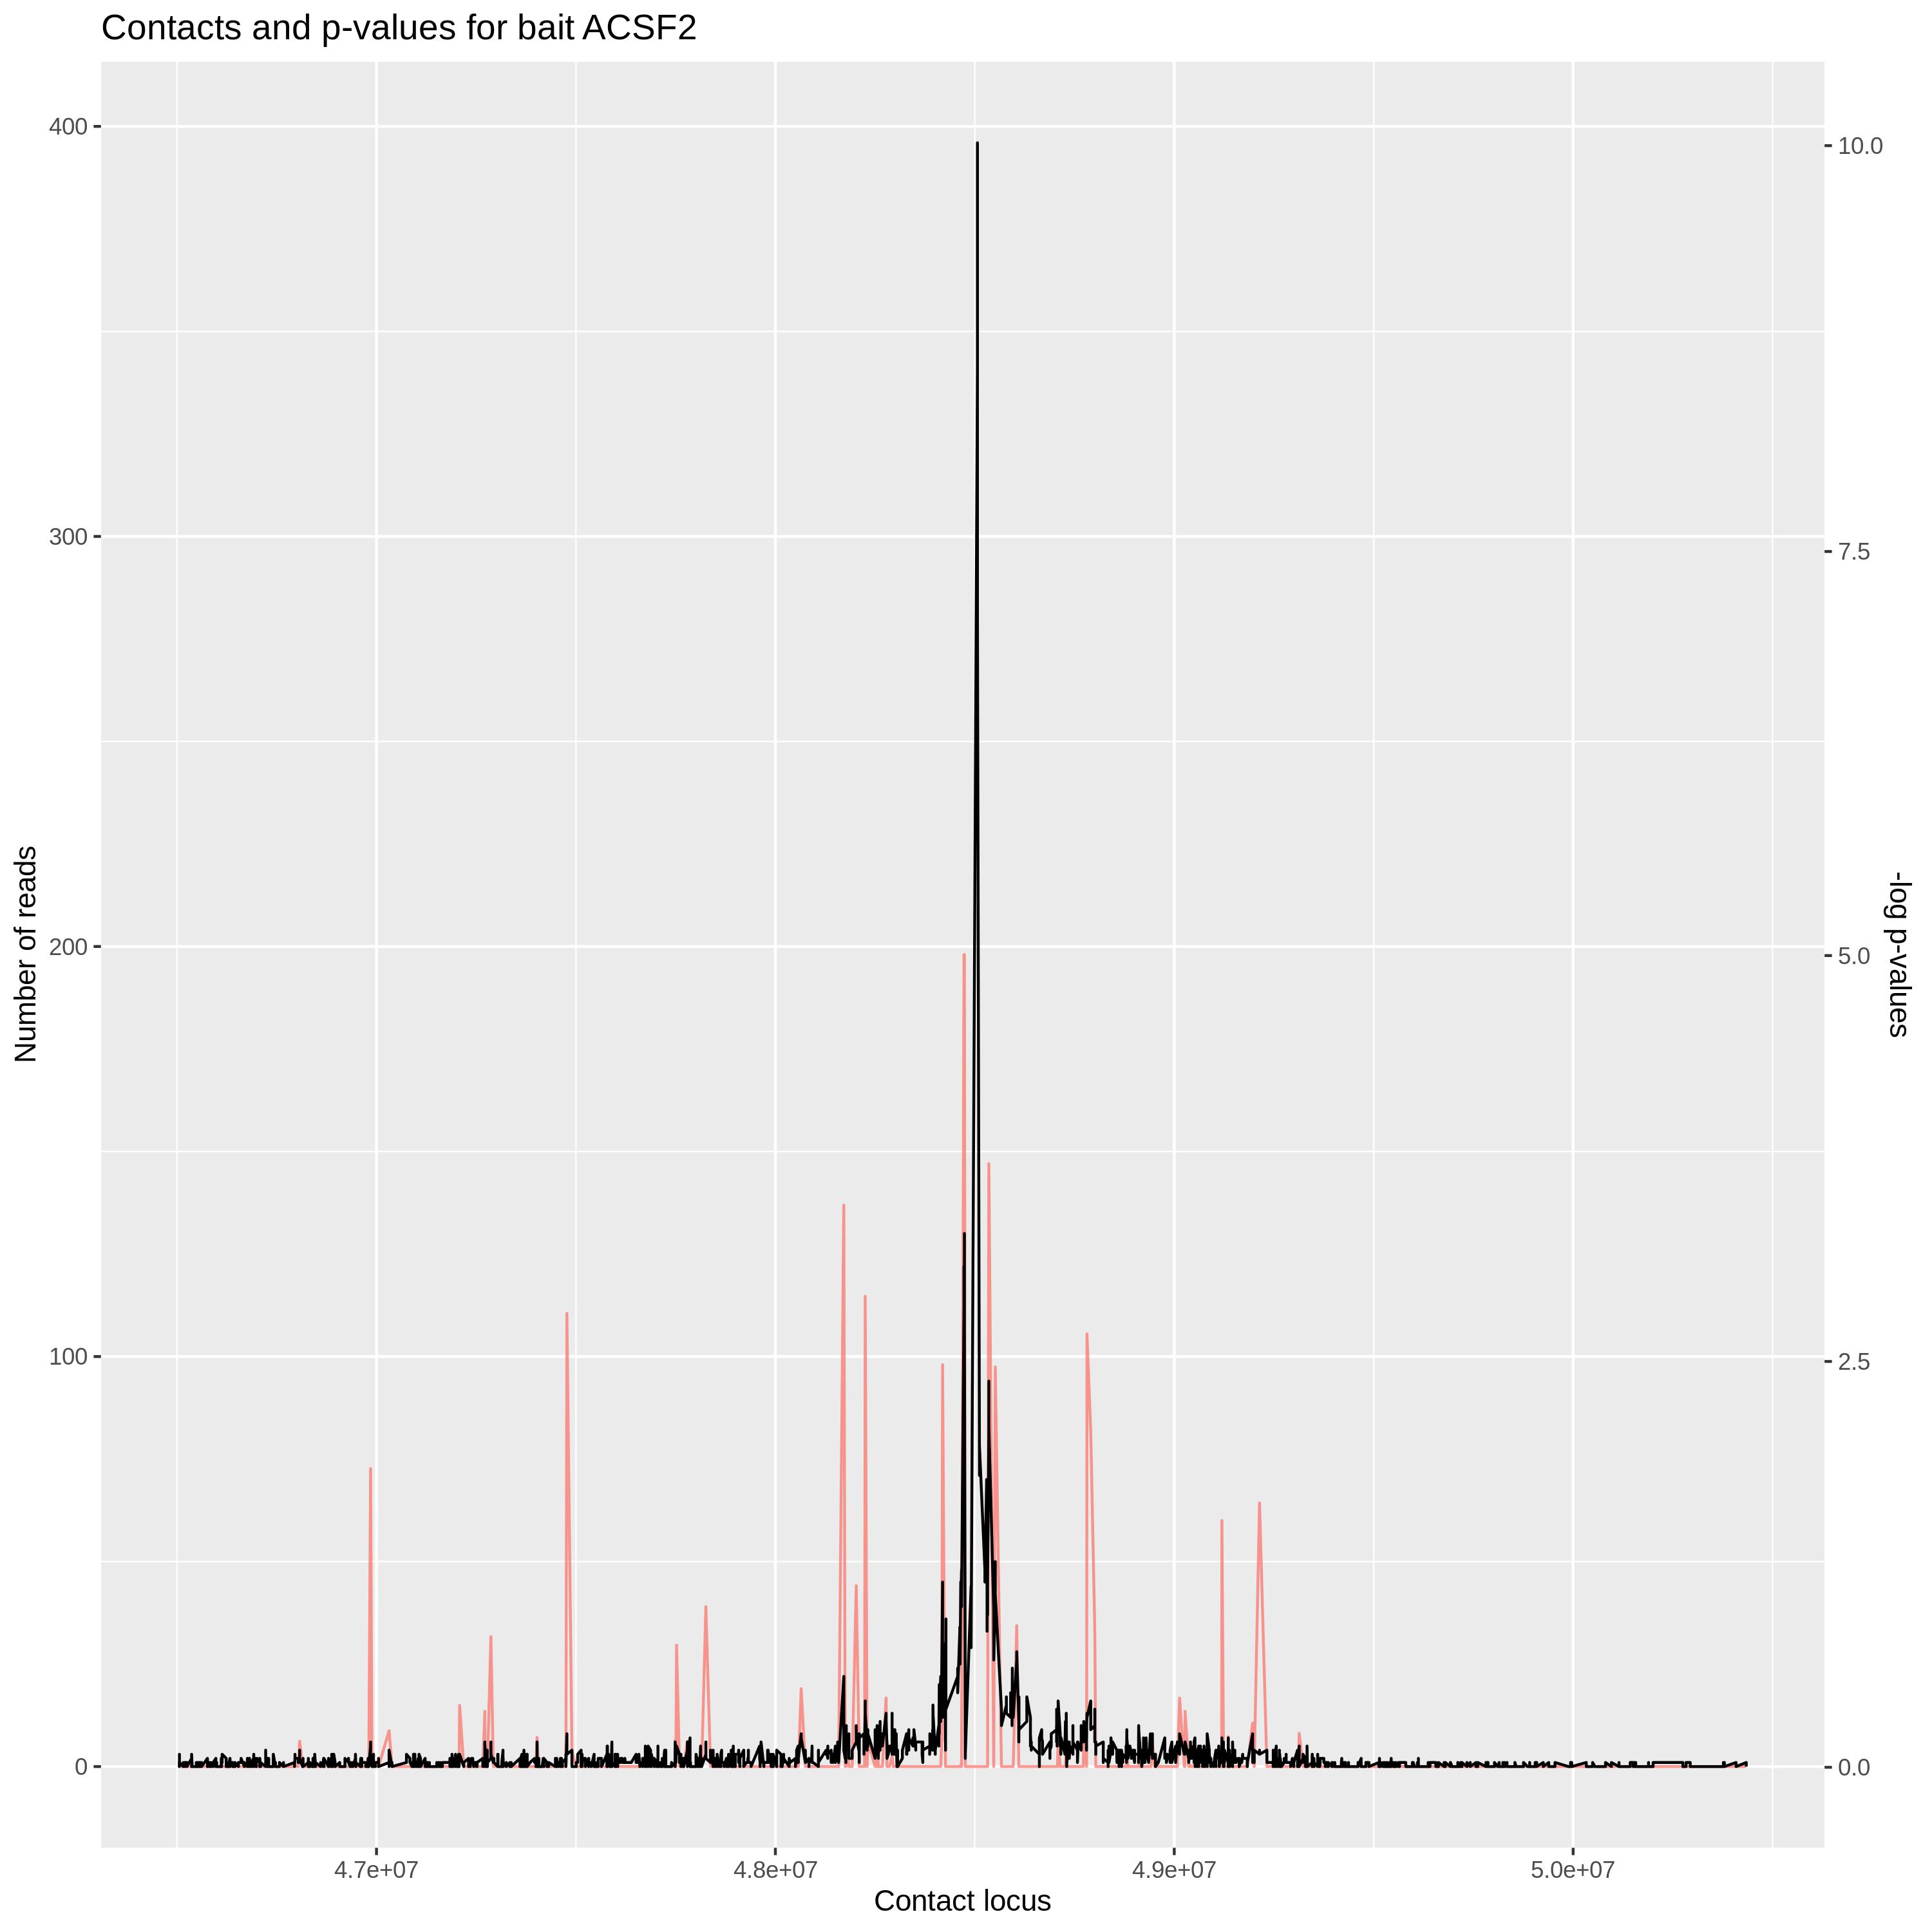 Contacts and p-values for bait ACSF2
400
300
200
100
0
Number of reads
10.0
7.5
5.0
2.5
0.0
-log p-values
4.7e+07
4.8e+07
4.9e+07
5.0e+07
Contact locus